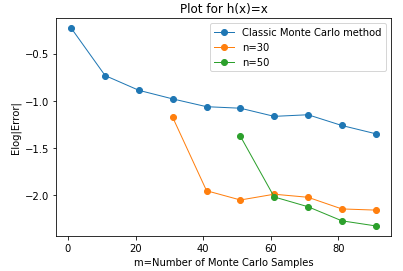 Plot for h(x)=x
Classic Monte Carlo method
n=30
n=50
Elog|Error|
−0.5
−1.0
−1.5
−2.0
0
20
40
60
80
m=Number of Monte Carlo Samples